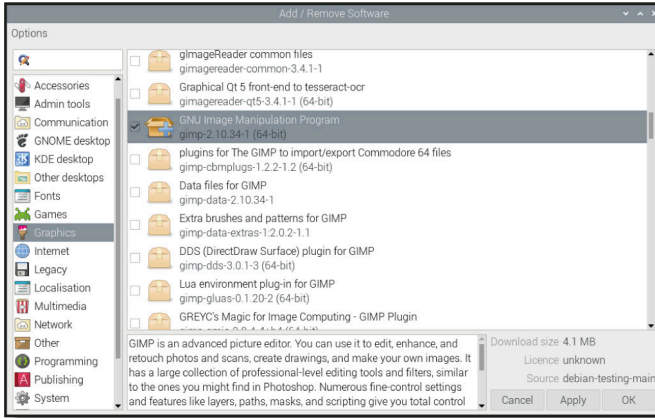 Add / Remove Software
Options
Accessories
Admin tools
Communication
GNOME desktop
KDE desktop
Other desktops
Fonts
Games
Graphics
Internet
Legacy
Localisation
Multimedia
Network
Other
Programming
Publishing
System
gImageReader common files
gimagereader-common-3.4.1-1
Graphical Qt 5 front-end to tesseract-ocr
gimagereader-qt5-3.4.1-1 (64-bit)
GNU Image Manipulation Program
gimp-2.10.34-1 (64-bit)
plugins for The GIMP to import/export Commodore 64 files
gimp-cbmplugs-1.2.2-1.2 (64-bit)
Data files for GIMP
gimp-data-2.10.34-1
Extra brushes and patterns for GIMP
gimp-data-extras-1:2.0.2-1.1
DDS (DirectDraw Surface) plugin for GIMP
gimp-dds-3.0.1-3 (64-bit)
Lua environment plug-in for GIMP
gimp-gluas-0.1.20-2 (64-bit)
GREYC's Magic for Image Computing - GIMP Plugin
GIMP is an advanced picture editor. You can use it to edit, enhance, and
retouch photos and scans, create drawings, and make your own images. It
has a large collection of professional-level editing tools and filters, similar
to the ones you might find in Photoshop. Numerous fine-control settings
and features like layers, paths, masks, and scripting give you total control
Download size 4.1 MB
Licence unknown
Source debian-testing-main
Cancel Apply OK